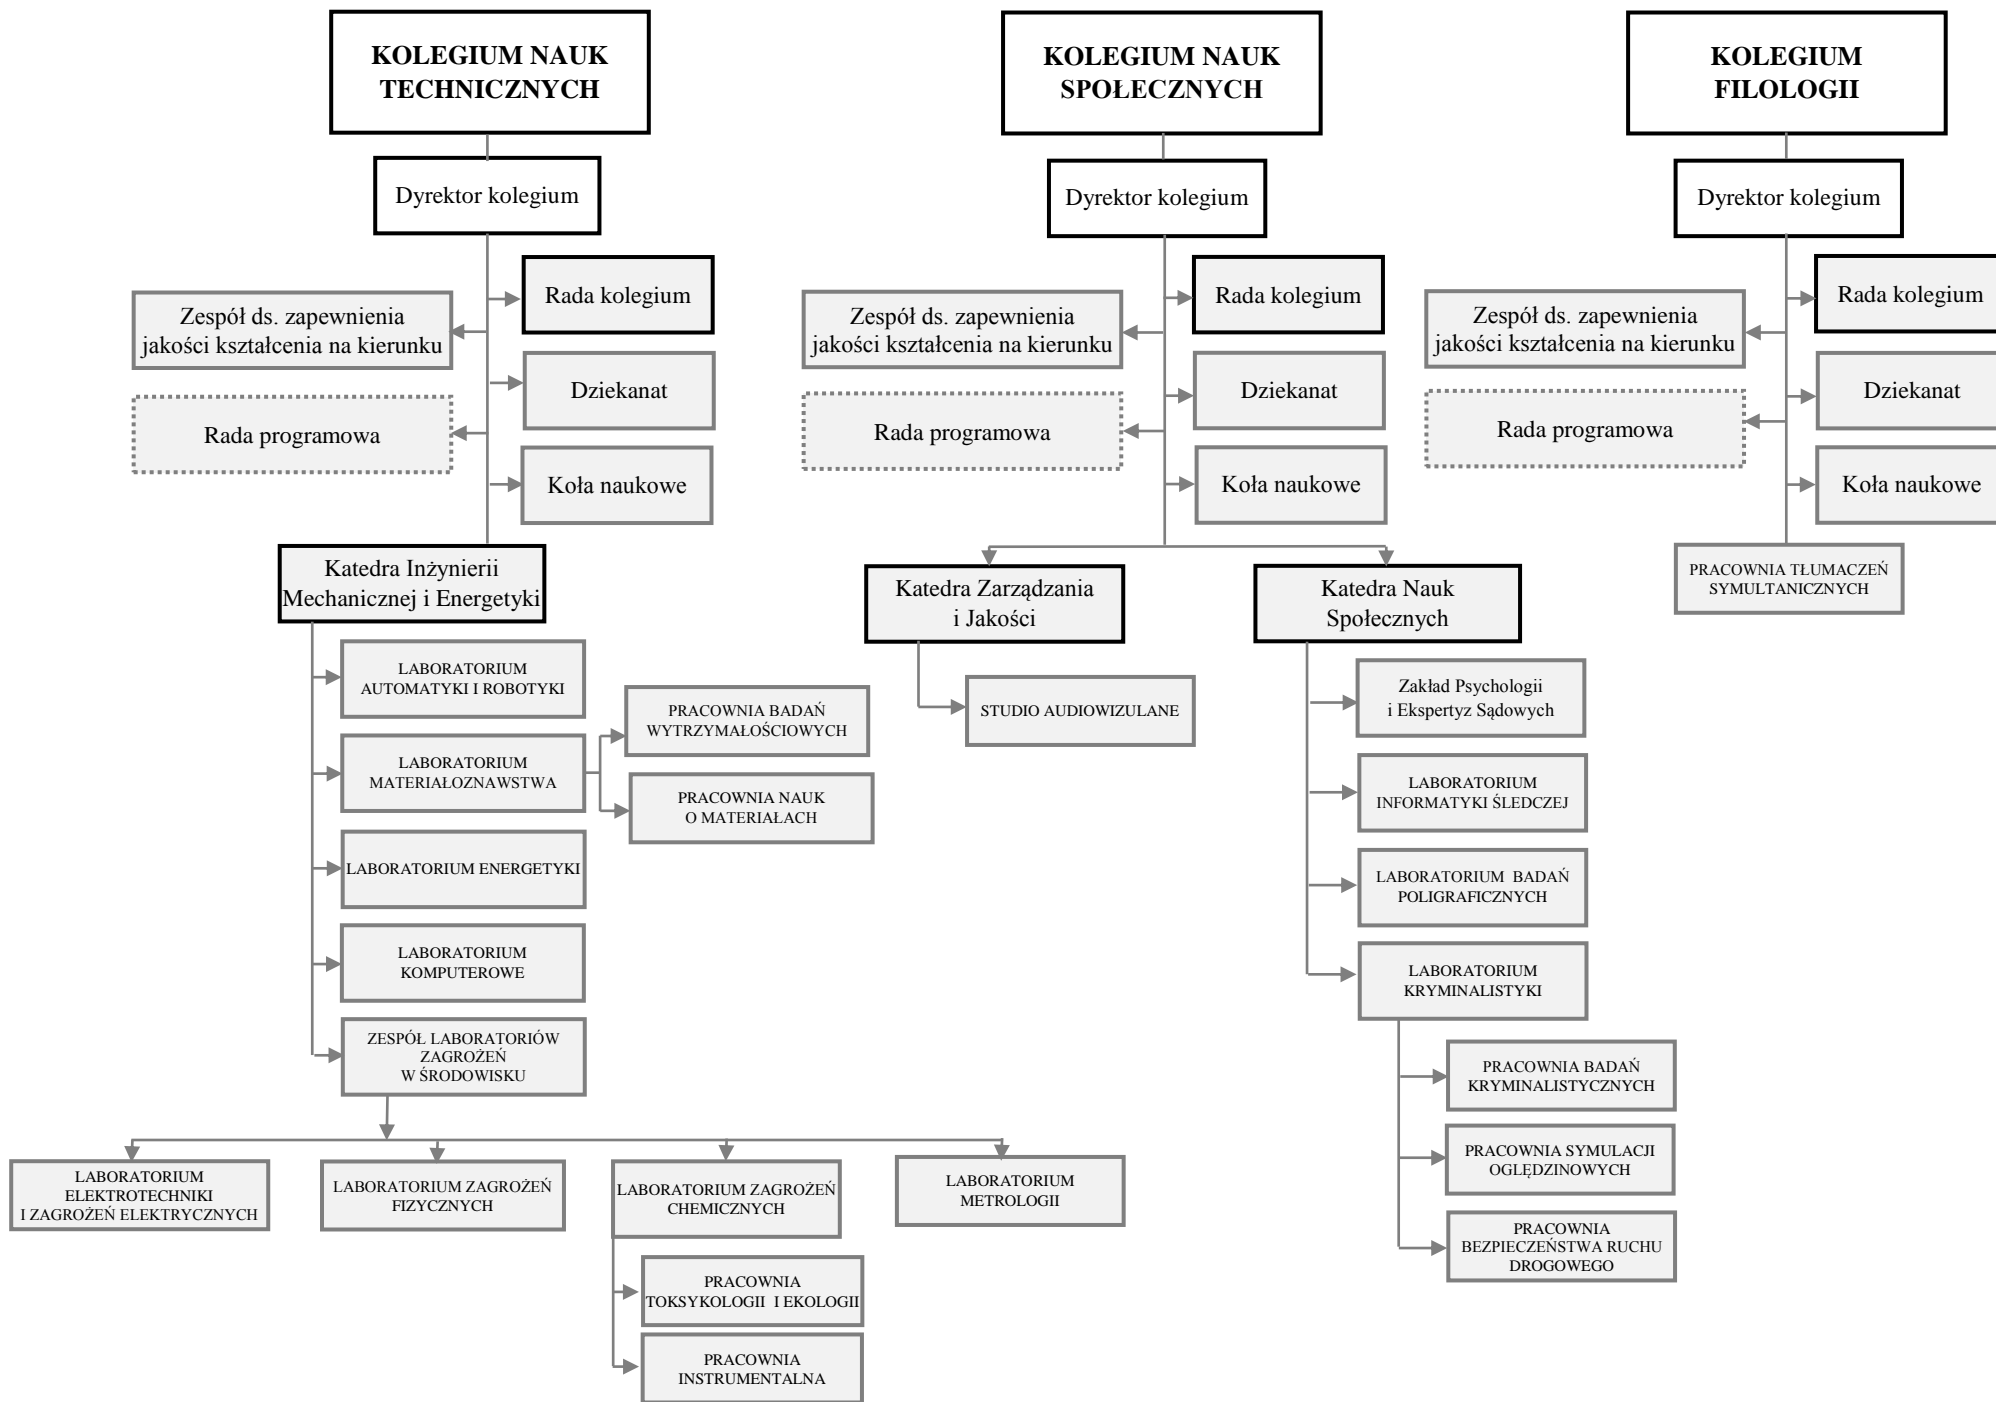 KOLEGIUM NAUK
TECHNICZNYCH
KOLEGIUM NAUK
SPOŁECZNYCH
KOLEGIUM
FILOLOGII
Dyrektor kolegium
Dyrektor kolegium
Dyrektor kolegium
Rada kolegium
Zespół ds. zapewnienia
jakości kształcenia na kierunku
Dziekanat
Rada programowa
Koła naukowe
Rada kolegium
Zespół ds. zapewnienia
jakości kształcenia na kierunku
Dziekanat
Rada programowa
Koła naukowe
Rada kolegium
Zespół ds. zapewnienia
jakości kształcenia na kierunku
Dziekanat
Rada programowa
Koła naukowe
Katedra Inżynierii
Mechanicznej i Energetyki
Katedra Zarządzania
i Jakości
Katedra Nauk
Społecznych
PRACOWNIA TŁUMACZEŃ
SYMULTANICZNYCH
LABORATORIUM
AUTOMATYKI I ROBOTYKI
LABORATORIUM
MATERIAŁOZNAWSTWA
PRACOWNIA BADAŃ
WYTRZYMAŁOŚCIOWYCH
PRACOWNIA NAUK
O MATERIAŁACH
LABORATORIUM ENERGETYKI
LABORATORIUM
KOMPUTEROWE
ZESPÓŁ LABORATORIÓW
ZAGROŻEŃ
W ŚRODOWISKU
STUDIO AUDIOWIZULANE
Zakład Psychologii
i Ekspertyz Sądowych
LABORATORIUM
INFORMATYKI ŚLEDCZEJ
LABORATORIUM BADAŃ
POLIGRAFICZNYCH
LABORATORIUM
KRYMINALISTYKI
PRACOWNIA BADAŃ
KRYMINALISTYCZNYCH
PRACOWNIA SYMULACJI
OGLĘDZINOWYCH
PRACOWNIA
BEZPIECZEŃSTWA RUCHU
DROGOWEGO
LABORATORIUM
ELEKTROTECHNIKI
I ZAGROŻEŃ ELEKTRYCZNYCH
LABORATORIUM ZAGROŻEŃ
FIZYCZNYCH
LABORATORIUM ZAGROŻEŃ
CHEMICZNYCH
LABORATORIUM
METROLOGII
PRACOWNIA
TOKSYKOLOGII I EKOLOGII
PRACOWNIA
INSTRUMENTALNA